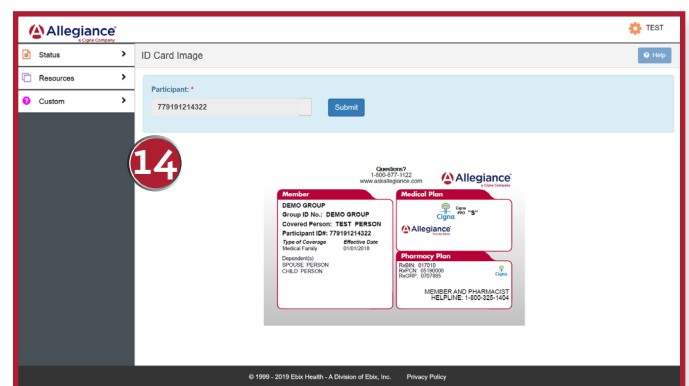 Allegiance
a Cigna Company
TEST
Status
Resources
Custom
ID Card Image
Help
Participant: *
779191214322
Submit
14
Questions?
1-800-877-1122
www.askallegiance.com
Allegiance
a Cigna Company
Member
DEMO GROUP
Group ID No.: DEMO GROUP
Covered Person: TEST PERSON
Participant ID#: 779191214322
Type of Coverage Effective Date
Medical Family 01/01/2018
Dependent(s)
SPOUSE PERSON
CHILD PERSON
Medical Plan
Cigna
Cigna
PPO "S"
Allegiance
Pharmacy Plan
RxBIN: 017010
RxPCN: 05190000
RxGRP: 0707885
Cigna
MEMBER AND PHARMACIST
HELPLINE: 1-800-325-1404
© 1999 - 2019 Ebix Health - A Division of Ebix, Inc. Privacy Policy